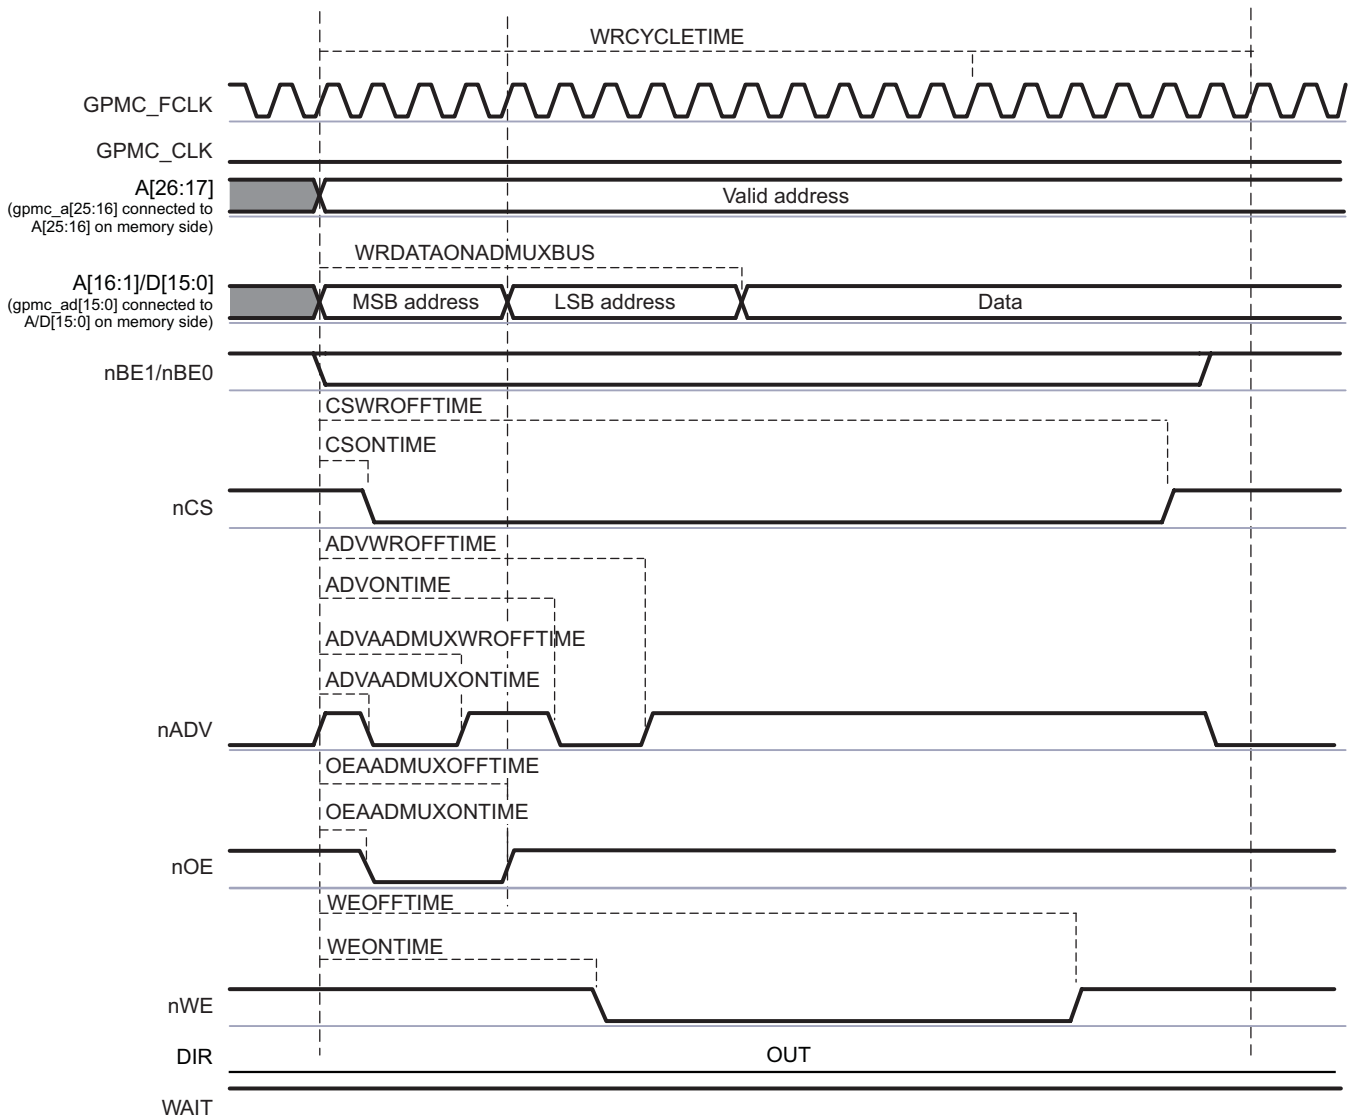 WRCYCLETIME
GPMC_FCLK
GPMC_CLK
A[26:17]
(gpmc_a[25:16] connected to
A[25:16] on memory side)
Valid address
WRDATAONADMUXBUS
A[16:1]/D[15:0]
(gpmc_ad[15:0] connected to
A/D[15:0] on memory side)
MSB address
LSB address
Data
nBE1/nBE0
CSWROFFTIME
CSONTIME
nCS
ADVWROFFTIME
ADVONTIME
ADVAADMUXWROFFTIME
ADVAADMUXONTIME
nADV
OEAADMUXOFFTIME
OEAADMUXONTIME
nOE
WEOFFTIME
WEONTIME
nWE
DIR
OUT
WAIT